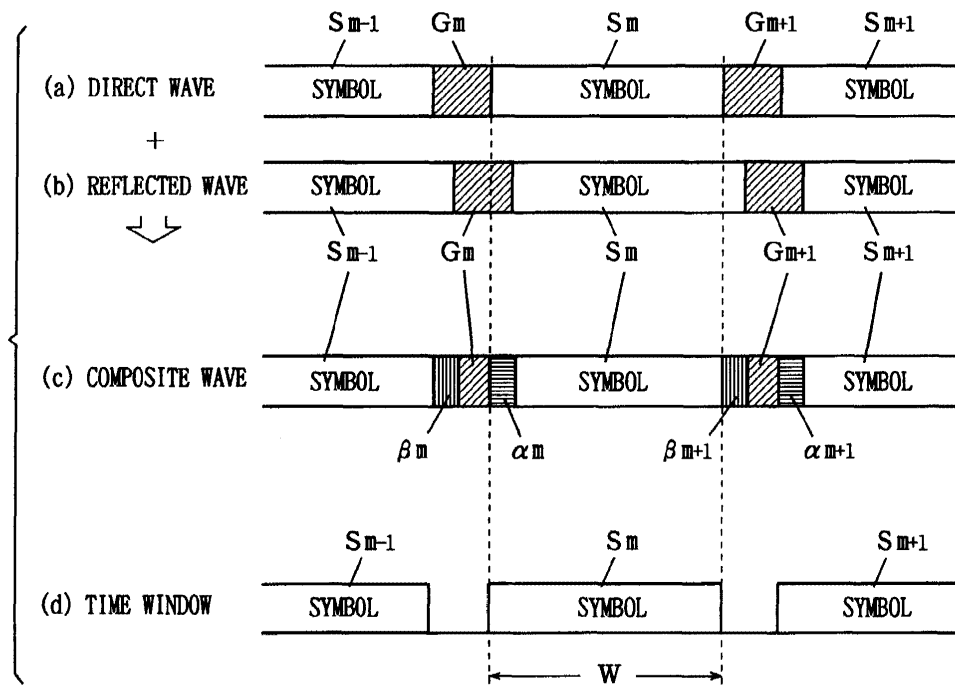 Sm-1 Gm Sm Gm+1 Sm+1
(a) DIRECT WAVE SYMBOL SYMBOL SYMBOL
+
(b) REFLECTED WAVE SYMBOL SYMBOL SYMBOL
Sm-1 Gm Sm Gm+1 Sm+1
(c) COMPOSITE WAVE SYMBOL SYMBOL SYMBOL
βm αm βm+1 αm+1
Sm-1 Sm Sm+1
(d) TIME WINDOW SYMBOL SYMBOL SYMBOL
W